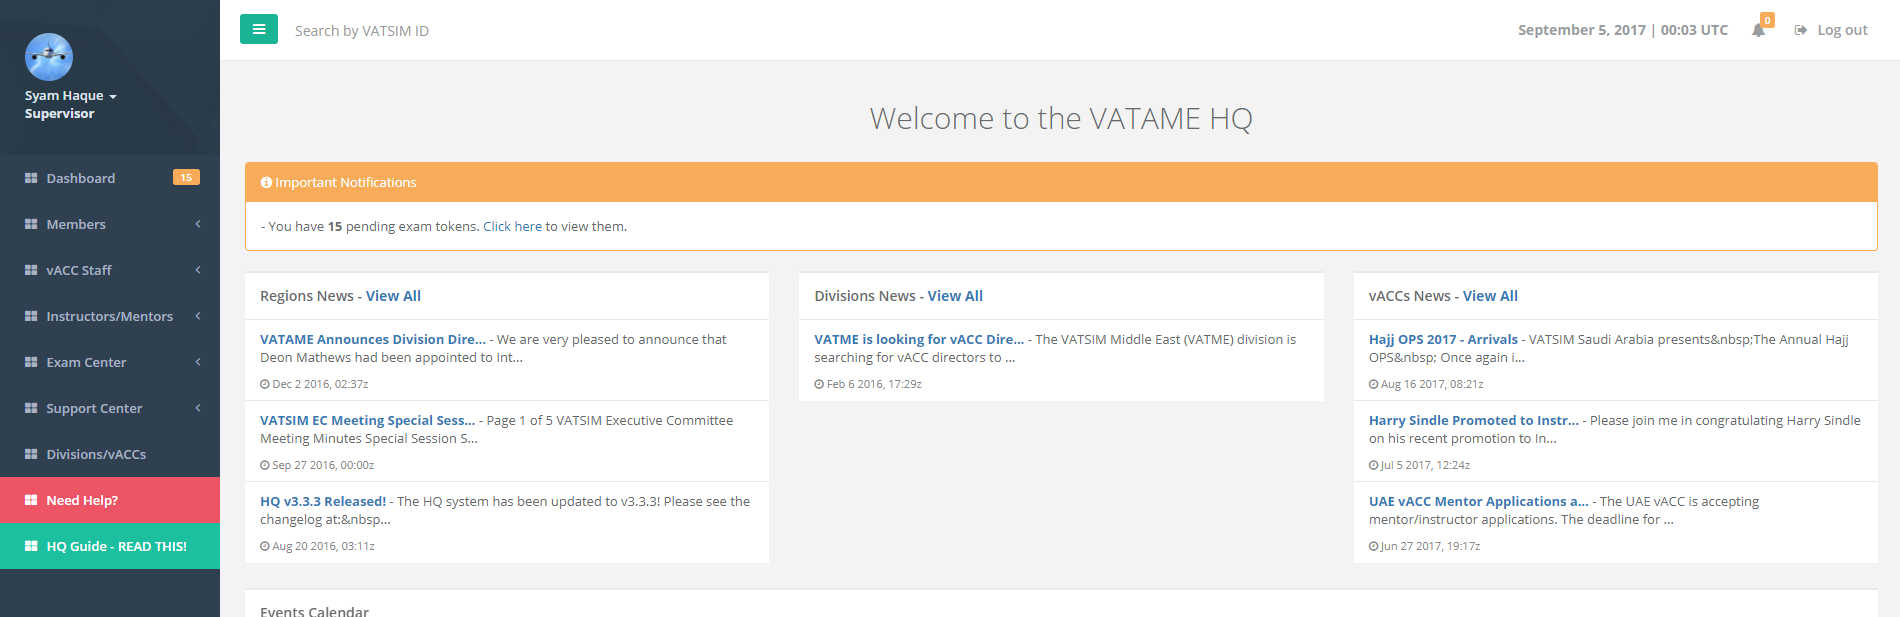 Syam Haque
Supervisor
Dashboard 15
Members
vACC Staff
Instructors/Mentors
Exam Center
Support Center
Divisions/vACCs
Need Help?
HQ Guide - READ THIS!
Search by VATSIM ID
September 5, 2017 | 00:03 UTC
0
Log out
Welcome to the VATAME HQ
Important Notifications
- You have 15 pending exam tokens. Click here to view them.
Regions News - View All
VATAME Announces Division Dire... - We are very pleased to announce that
Deon Mathews had been appointed to Int...
Dec 2 2016, 02:37z
VATSIM EC Meeting Special Sess... - Page 1 of 5 VATSIM Executive Committee
Meeting Minutes Special Session S...
Sep 27 2016, 00:00z
HQ v3.3.3 Released! - The HQ system has been updated to v3.3.3! Please see the
changelog at:&nbsp...
Aug 20 2016, 03:11z
Divisions News - View All
VATME is looking for vACC Dire... - The VATSIM Middle East (VATME) division is
searching for vACC directors to ...
Feb 6 2016, 17:29z
vACCs News - View All
Hajj OPS 2017 - Arrivals - VATSIM Saudi Arabia presents&nbsp;The Annual Hajj
OPS&nbsp; Once again i...
Aug 16 2017, 08:21z
Harry Sindle Promoted to Instr... - Please join me in congratulating Harry Sindle
on his recent promotion to In...
Jul 5 2017, 12:24z
UAE vACC Mentor Applications a... - The UAE vACC is accepting
mentor/instructor applications. The deadline for ...
Jun 27 2017, 19:17z
Events Calendar